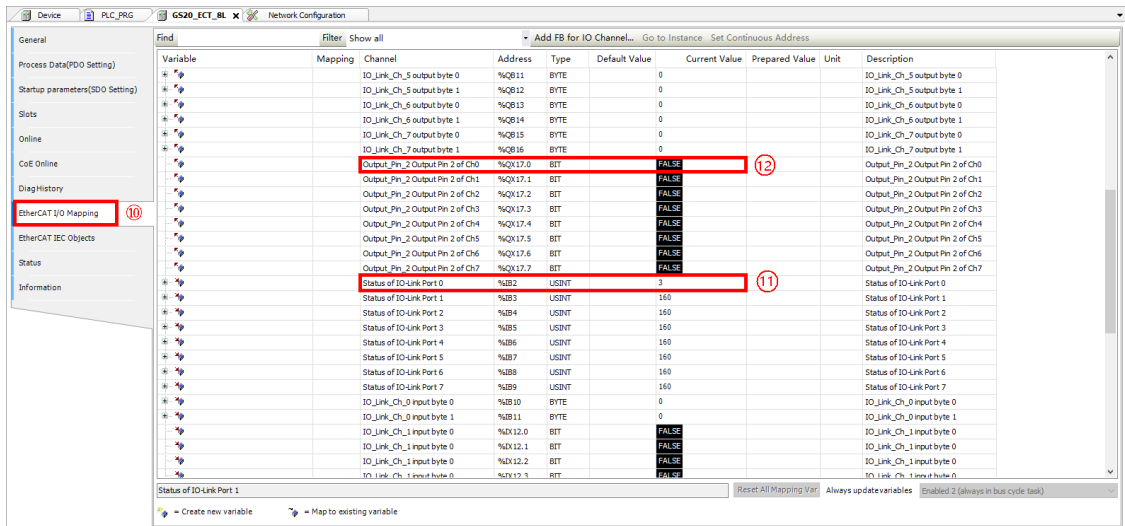 Device PLC_PRG GS20_ECT_8L Network Configuration
General
Process Data(PDO Setting)
Startup parameters(SDO Setting)
Slots
Online
CoE Online
DiagHistory
EtherCAT I/O Mapping ⑩
EtherCAT IEC Objects
Status
Information
Find Filter Show all Add FB for IO Channel... Go to Instance Set Continuous Address
Variable Mapping Channel Address Type Default Value Current Value Prepared Value Unit Description
IO_Link_Ch_5 output byte 0 %QB11 BYTE 0 IO_Link_Ch_5 output byte 0
IO_Link_Ch_5 output byte 1 %QB12 BYTE 0 IO_Link_Ch_5 output byte 1
IO_Link_Ch_6 output byte 0 %QB13 BYTE 0 IO_Link_Ch_6 output byte 0
IO_Link_Ch_6 output byte 1 %QB14 BYTE 0 IO_Link_Ch_6 output byte 1
IO_Link_Ch_7 output byte 0 %QB15 BYTE 0 IO_Link_Ch_7 output byte 0
IO_Link_Ch_7 output byte 1 %QB16 BYTE 0 IO_Link_Ch_7 output byte 1
Output_Pin_2 Output Pin 2 of Ch0 %QX17.0 BIT FALSE ⑫ Output_Pin_2 Output Pin 2 of Ch0
Output_Pin_2 Output Pin 2 of Ch1 %QX17.1 BIT FALSE Output_Pin_2 Output Pin 2 of Ch1
Output_Pin_2 Output Pin 2 of Ch2 %QX17.2 BIT FALSE Output_Pin_2 Output Pin 2 of Ch2
Output_Pin_2 Output Pin 2 of Ch3 %QX17.3 BIT FALSE Output_Pin_2 Output Pin 2 of Ch3
Output_Pin_2 Output Pin 2 of Ch4 %QX17.4 BIT FALSE Output_Pin_2 Output Pin 2 of Ch4
Output_Pin_2 Output Pin 2 of Ch5 %QX17.5 BIT FALSE Output_Pin_2 Output Pin 2 of Ch5
Output_Pin_2 Output Pin 2 of Ch6 %QX17.6 BIT FALSE Output_Pin_2 Output Pin 2 of Ch6
Output_Pin_2 Output Pin 2 of Ch7 %QX17.7 BIT FALSE Output_Pin_2 Output Pin 2 of Ch7
Status of IO-Link Port 0 %IB2 USINT 3 ⑪ Status of IO-Link Port 0
Status of IO-Link Port 1 %IB3 USINT 160 Status of IO-Link Port 1
Status of IO-Link Port 2 %IB4 USINT 160 Status of IO-Link Port 2
Status of IO-Link Port 3 %IB5 USINT 160 Status of IO-Link Port 3
Status of IO-Link Port 4 %IB6 USINT 160 Status of IO-Link Port 4
Status of IO-Link Port 5 %IB7 USINT 160 Status of IO-Link Port 5
Status of IO-Link Port 6 %IB8 USINT 160 Status of IO-Link Port 6
Status of IO-Link Port 7 %IB9 USINT 160 Status of IO-Link Port 7
IO_Link_Ch_0 input byte 0 %IB10 BYTE 0 IO_Link_Ch_0 input byte 0
IO_Link_Ch_0 input byte 1 %IB11 BYTE 0 IO_Link_Ch_0 input byte 1
IO_Link_Ch_1 input byte 0 %IX12.0 BIT FALSE IO_Link_Ch_1 input byte 0
IO_Link_Ch_1 input byte 0 %IX12.1 BIT FALSE IO_Link_Ch_1 input byte 0
IO_Link_Ch_1 input byte 0 %IX12.2 BIT FALSE IO_Link_Ch_1 input byte 0
IO_Link_Ch_1 input byte 0 %IX12.3 BIT FALSE IO_Link_Ch_1 input byte 0
Status of IO-Link Port 1 Reset All Mapping Var Always update variables Enabled 2 (always in bus cycle task)
= Create new variable = Map to existing variable